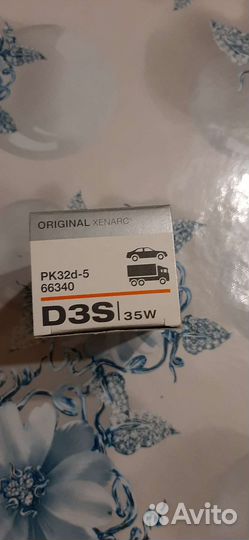 ORIGINAL XENARC®
PK32d-5
66340
D3S 35W
Avito